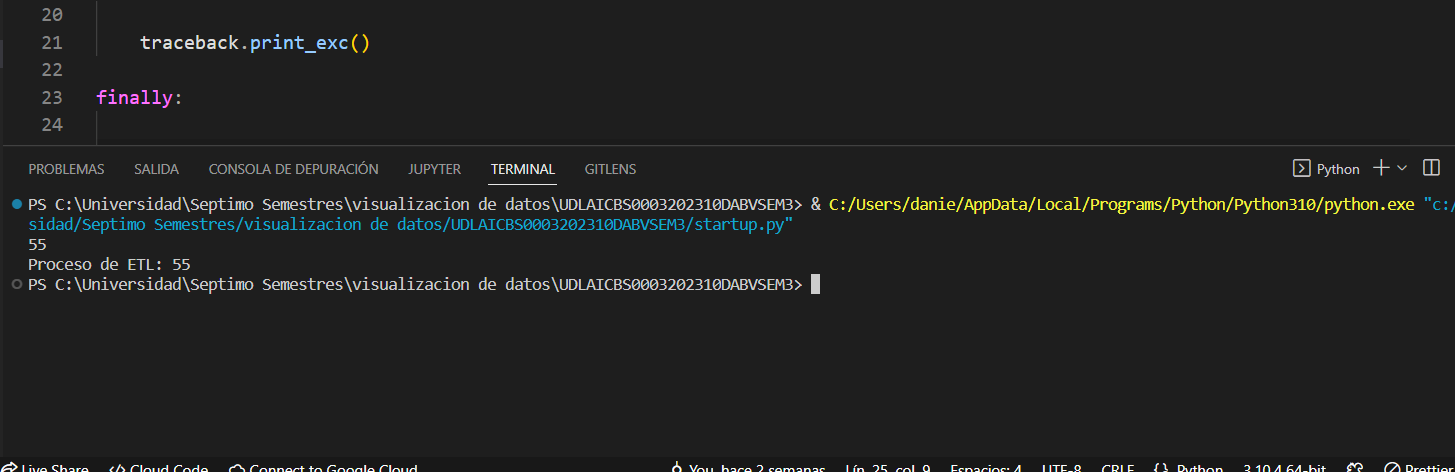 20
21 traceback.print_exc()
22
23 finally:
24
PROBLEMAS SALIDA CONSOLA DE DEPURACIÓN JUPYTER TERMINAL GITLENS Python
PS C:\Universidad\Septimo Semestres\visualizacion de datos\UDLAICBS0003202310DABVSEM3> & C:/Users/danie/AppData/Local/Programs/Python/Python310/python.exe "c:/
sidad/Septimo Semestres/visualizacion de datos/UDLAICBS0003202310DABVSEM3/startup.py"
55
Proceso de ETL: 55
PS C:\Universidad\Septimo Semestres\visualizacion de datos\UDLAICBS0003202310DABVSEM3>
Live Share Cloud Code Connect to Google Cloud You, hace 2 semanas Lín. 25, col. 9 Espacios: 4 UTF-8 CRLF {} Python 3.10.4 64-bit Prettier